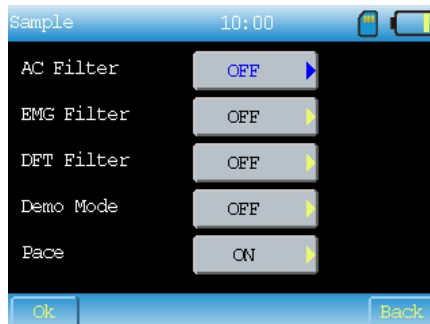 Sample 10:00
AC Filter OFF
EMG Filter OFF
DFT Filter OFF
Demo Mode OFF
Pace ON
Ok Back